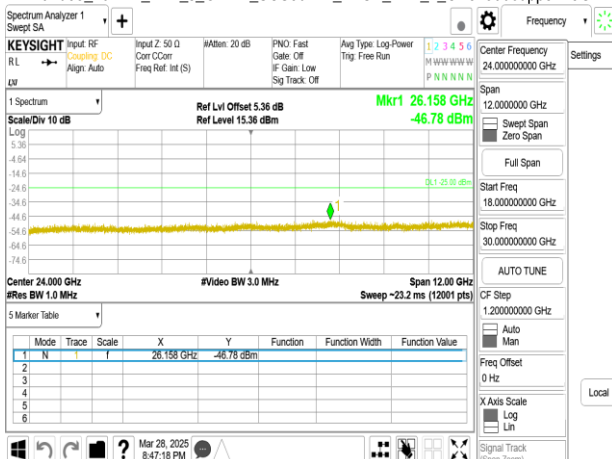 Spectrum Analyzer 1
Swept SA
Frequency
KEYSIGHT
RL
Input: RF
Coupling: DC
Align: Auto
Input Z: 50 Ω
Corr CCorr
Freq Ref: Int (S)
#Atten: 20 dB
PNO: Fast
Gate: Off
IF Gain: Low
Sig Track: Off
Avg Type: Log-Power
Trig: Free Run
1 2 3 4 5 6
M W W W W W
P N N N N N
1 Spectrum
Scale/Div 10 dB
Ref Lvl Offset 5.36 dB
Ref Level 15.36 dBm
Mkr1 26.158 GHz
-46.78 dBm
Log
5.36
-4.64
-14.6
-24.6
-34.6
-44.6
-54.6
-64.6
-74.6
DL1 -25.00 dBm
1
Center 24.000 GHz
#Res BW 1.0 MHz
#Video BW 3.0 MHz
Span 12.00 GHz
Sweep ~23.2 ms (12001 pts)
5 Marker Table
Mode Trace Scale X Y Function Function Width Function Value
1 N 1 f 26.158 GHz -46.78 dBm
2
3
4
5
6
Mar 28, 2025
8:47:18 PM
Center Frequency
24.000000000 GHz
Settings
Span
12.0000000 GHz
Swept Span
Zero Span
Full Span
Start Freq
18.000000000 GHz
Stop Freq
30.000000000 GHz
AUTO TUNE
CF Step
1.200000000 GHz
Auto
Man
Freq Offset
0 Hz
Local
X Axis Scale
Log
Lin
Signal Track
(Span Zoom)